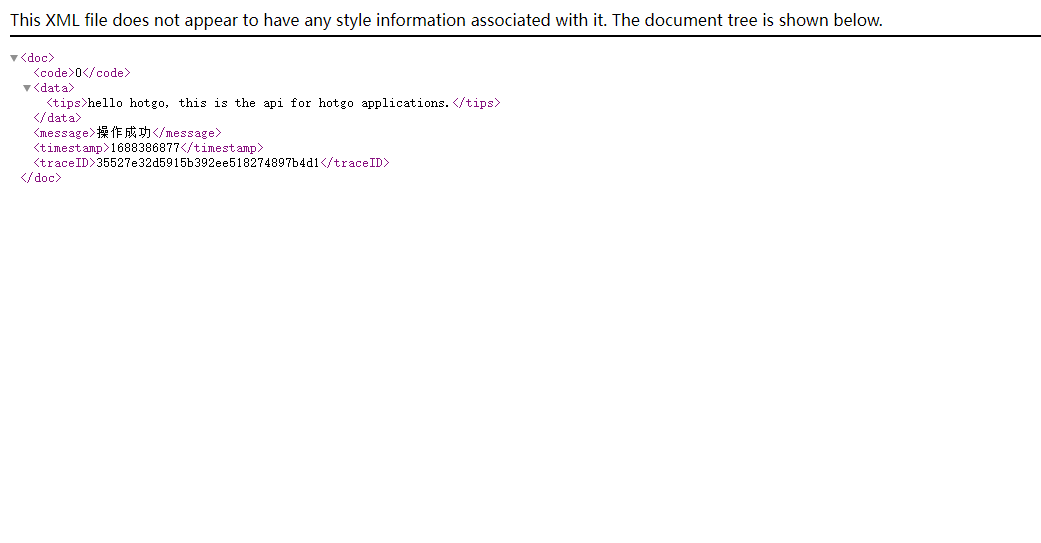 This XML file does not appear to have any style information associated with it. The document tree is shown below.
<doc>
<code>0</code>
<data>
<tips>hello hotgo, this is the api for hotgo applications.</tips>
</data>
<message>操作成功</message>
<timestamp>1688386877</timestamp>
<traceID>35527e32d5915b392ee518274897b4d1</traceID>
</doc>